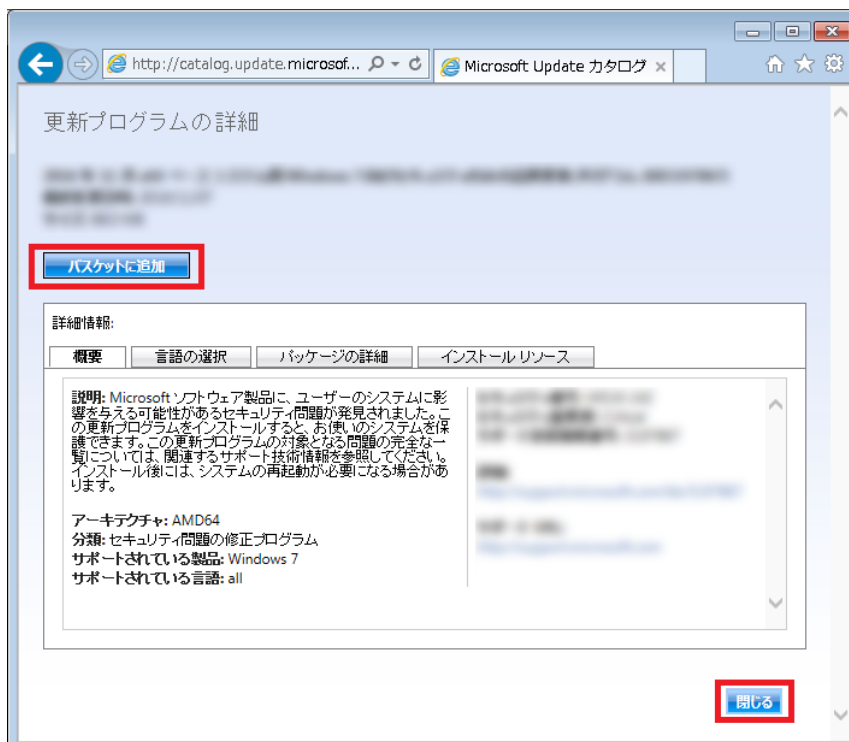 http://catalog.update.microsof...
Microsoft Update カタログ
更新プログラムの詳細
バスケットに追加
詳細情報:
概要 言語の選択 パッケージの詳細 インストール リソース
説明: Microsoft ソフトウェア製品に、ユーザーのシステムに影
響を与える可能性があるセキュリティ問題が発見されました。こ
の更新プログラムをインストールすると、お使いのシステムを保
護できます。この更新プログラムの対象となる問題の完全な一
覧については、関連するサポート技術情報を参照してください。
インストール後には、システムの再起動が必要になる場合があ
ります。
アーキテクチャ: AMD64
分類: セキュリティ問題の修正プログラム
サポートされている製品: Windows 7
サポートされている言語: all
閉じる